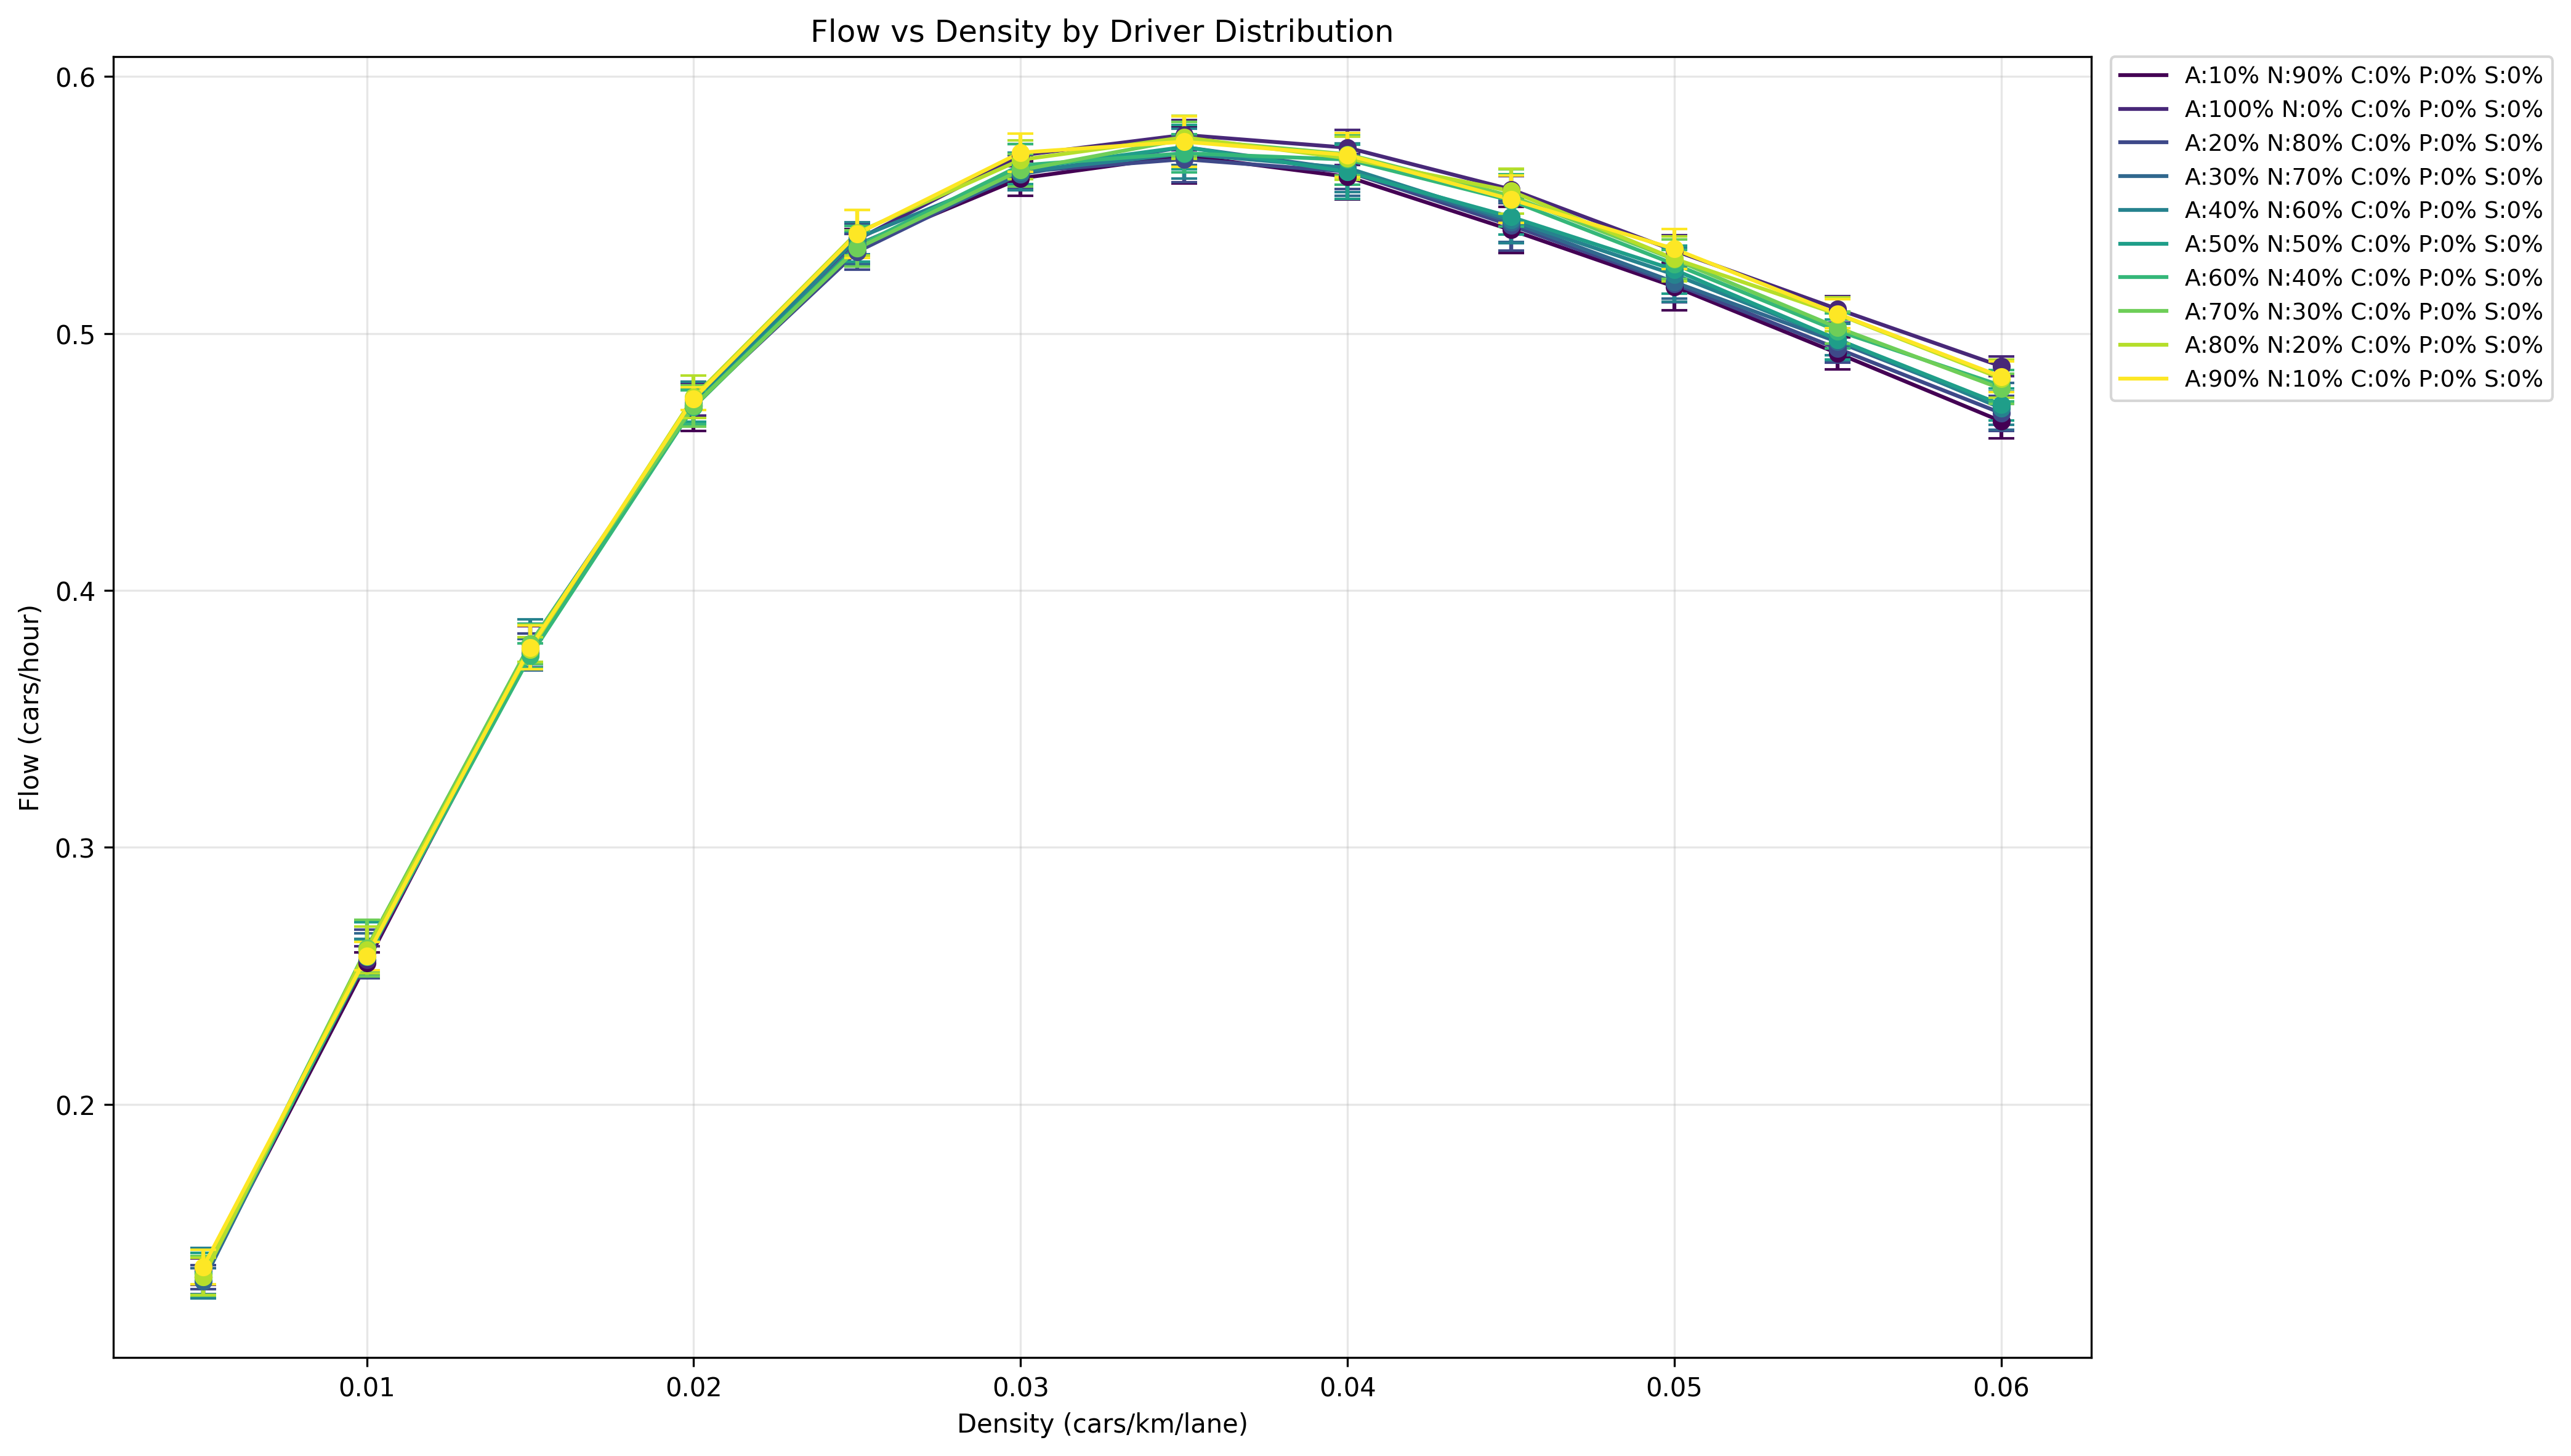 Flow vs Density by Driver Distribution
0.6
0.5
0.4
0.3
0.2
Flow (cars/hour)
0.01
0.02
0.03
0.04
0.05
0.06
Density (cars/km/lane)
A:10% N:90% C:0% P:0% S:0%
A:100% N:0% C:0% P:0% S:0%
A:20% N:80% C:0% P:0% S:0%
A:30% N:70% C:0% P:0% S:0%
A:40% N:60% C:0% P:0% S:0%
A:50% N:50% C:0% P:0% S:0%
A:60% N:40% C:0% P:0% S:0%
A:70% N:30% C:0% P:0% S:0%
A:80% N:20% C:0% P:0% S:0%
A:90% N:10% C:0% P:0% S:0%